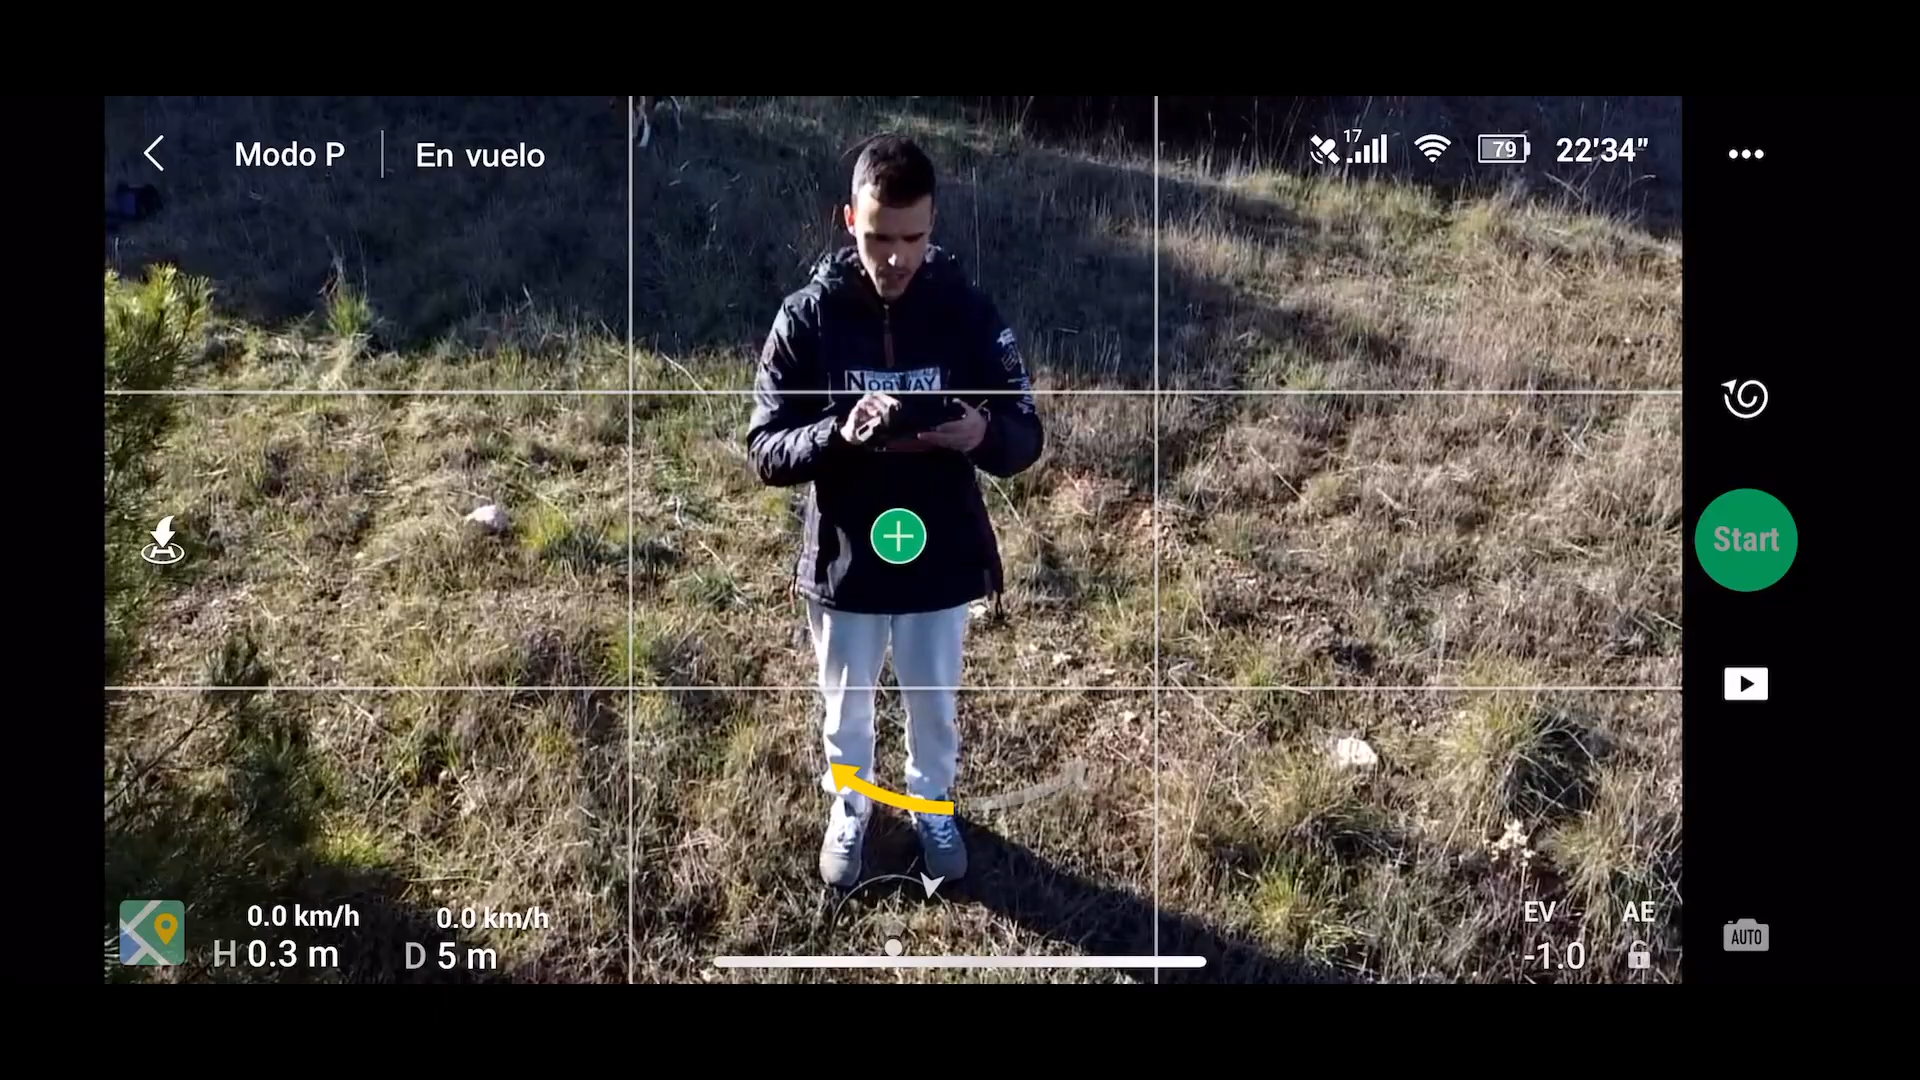 Modo P | En vuelo
17
79
22'34"
NORWAY
Start
0.0 km/h
0.0 km/h
H 0.3 m
D 5 m
EV
AE
-1.0
AUTO